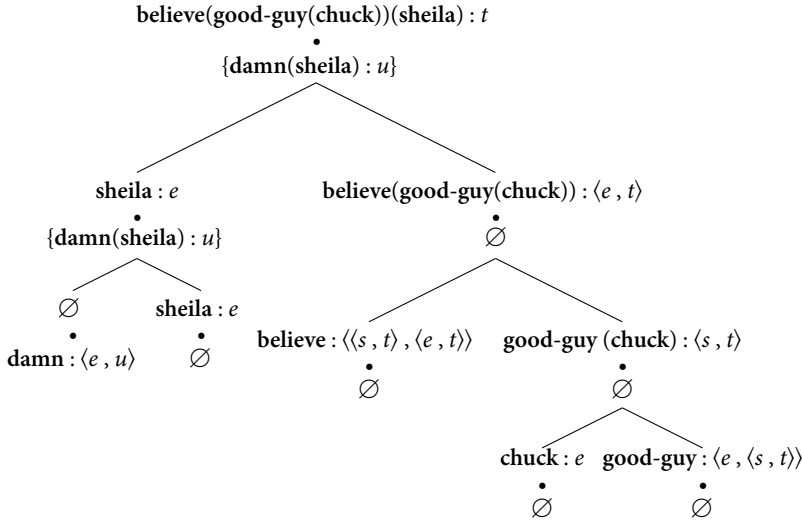 believe(good-guy(chuck))(sheila) : t
•
{damn(sheila) : u}
sheila : e believe(good-guy(chuck)) : ⟨e , t⟩
• •
{damn(sheila) : u} ∅
∅ sheila : e believe : ⟨⟨s , t⟩ , ⟨e , t⟩⟩ good-guy (chuck) : ⟨s , t⟩
• • • •
damn : ⟨e , u⟩ ∅ ∅ ∅
chuck : e good-guy : ⟨e , ⟨s , t⟩⟩
• •
∅ ∅